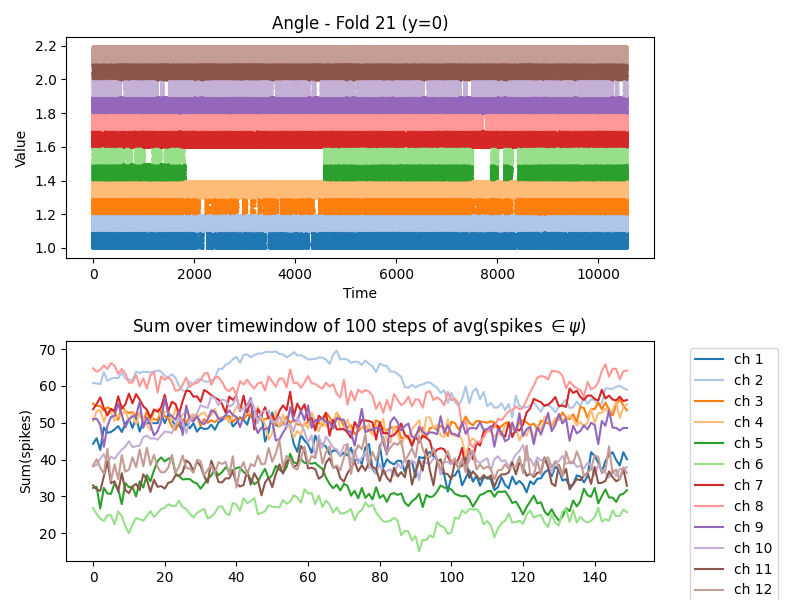 Angle - Fold 21 (y=0)
2.2
2.0
1.8
1.6
1.4
1.2
1.0
Value
0 2000 4000 6000 8000 10000
Time
Sum over timewindow of 100 steps of avg(spikes ∈ ψ)
70
60
50
40
30
20
Sum(spikes)
0 20 40 60 80 100 120 140
ch 1
ch 2
ch 3
ch 4
ch 5
ch 6
ch 7
ch 8
ch 9
ch 10
ch 11
ch 12